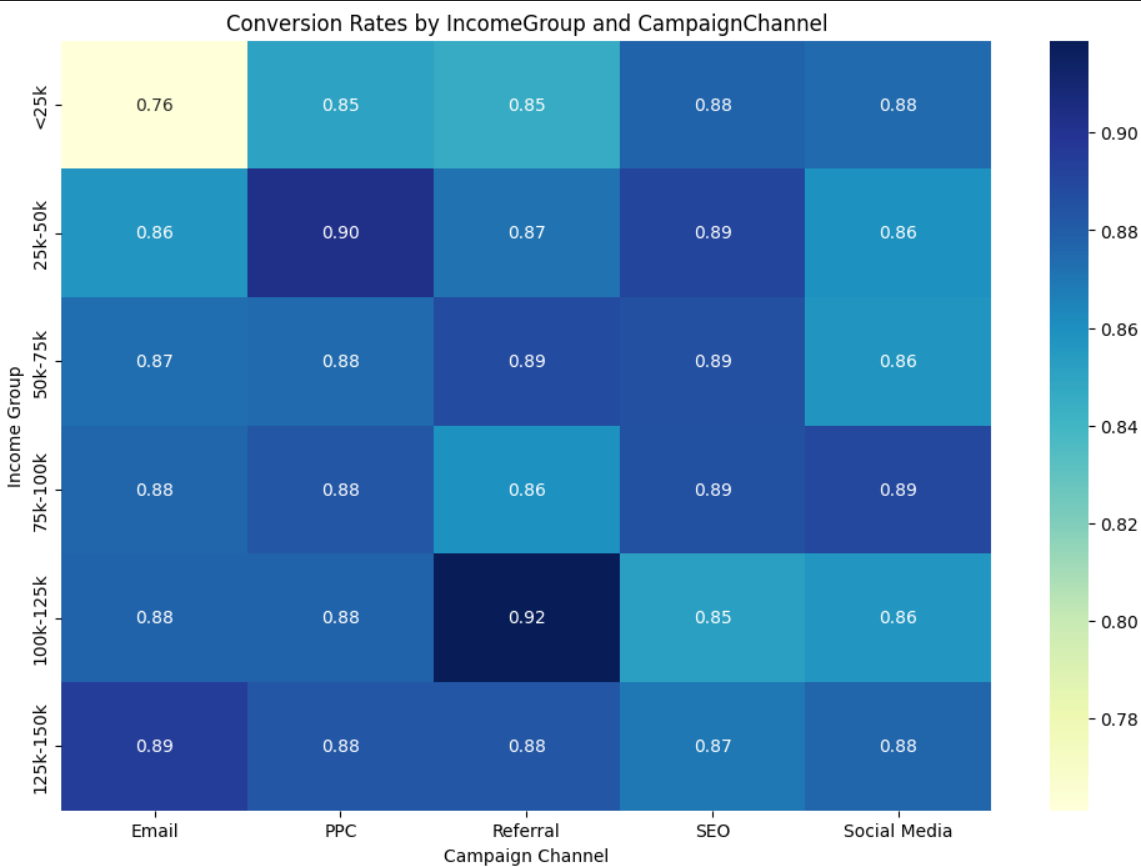 Conversion Rates by IncomeGroup and CampaignChannel
<25k 0.76 0.85 0.85 0.88 0.88
25k-50k 0.86 0.90 0.87 0.89 0.86
50k-75k 0.87 0.88 0.89 0.89 0.86
75k-100k 0.88 0.88 0.86 0.89 0.89
100k-125k 0.88 0.88 0.92 0.85 0.86
125k-150k 0.89 0.88 0.88 0.87 0.88
Income Group
Email PPC Referral SEO Social Media
Campaign Channel
0.90
0.88
0.86
0.84
0.82
0.80
0.78